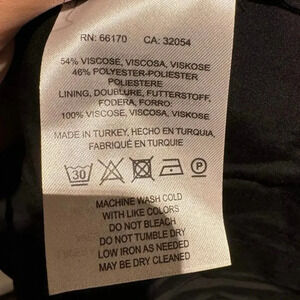 RN: 66170 CA: 32054
54% VISCOSE, VISCOSA, VISKOSE
46% POLYESTER-POLIESTER
POLIESTERE
LINING, DOUBLURE, FUTTERSTOFF,
FODERA, FORRO:
100% VISCOSE, VISCOSA, VISKOSE
MADE IN TURKEY, HECHO EN TURQUIA,
FABRIQUÉ EN TURQUIE
30 P
MACHINE WASH COLD
WITH LIKE COLORS
DO NOT BLEACH
DO NOT TUMBLE DRY
LOW IRON AS NEEDED
MAY BE DRY CLEANED